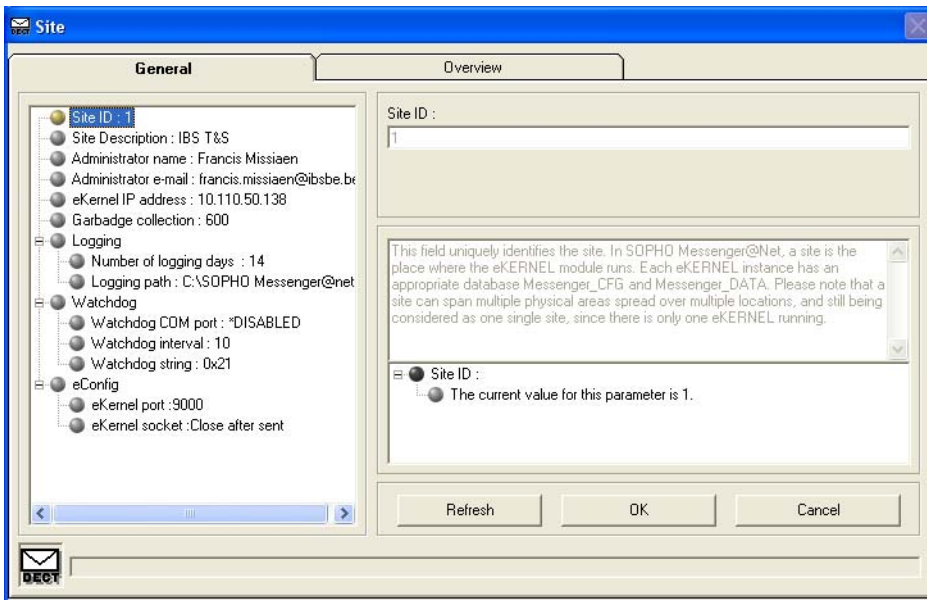 Site
General
Overview
Site ID : 1
Site Description : IBS T&S
Administrator name : Francis Missiaen
Administrator e-mail : francis.missiaen@ibsbe.be
eKernel IP address : 10.110.50.138
Garbadge collection : 600
Logging
Number of logging days : 14
Logging path : C:\SOPHO Messenger@net
Watchdog
Watchdog COM port : *DISABLED
Watchdog interval : 10
Watchdog string : 0x21
eConfig
eKernel port :9000
eKernel socket :Close after sent
Site ID :
1
This field uniquely identifies the site. In SOPHO Messenger@Net, a site is the
place where the eKERNEL module runs. Each eKERNEL instance has an
appropriate database Messenger_CFG and Messenger_DATA. Please note that a
site can span multiple physical areas spread over multiple locations, and still being
considered as one single site, since there is only one eKERNEL running.
Site ID :
The current value for this parameter is 1.
Refresh
OK
Cancel
DECT